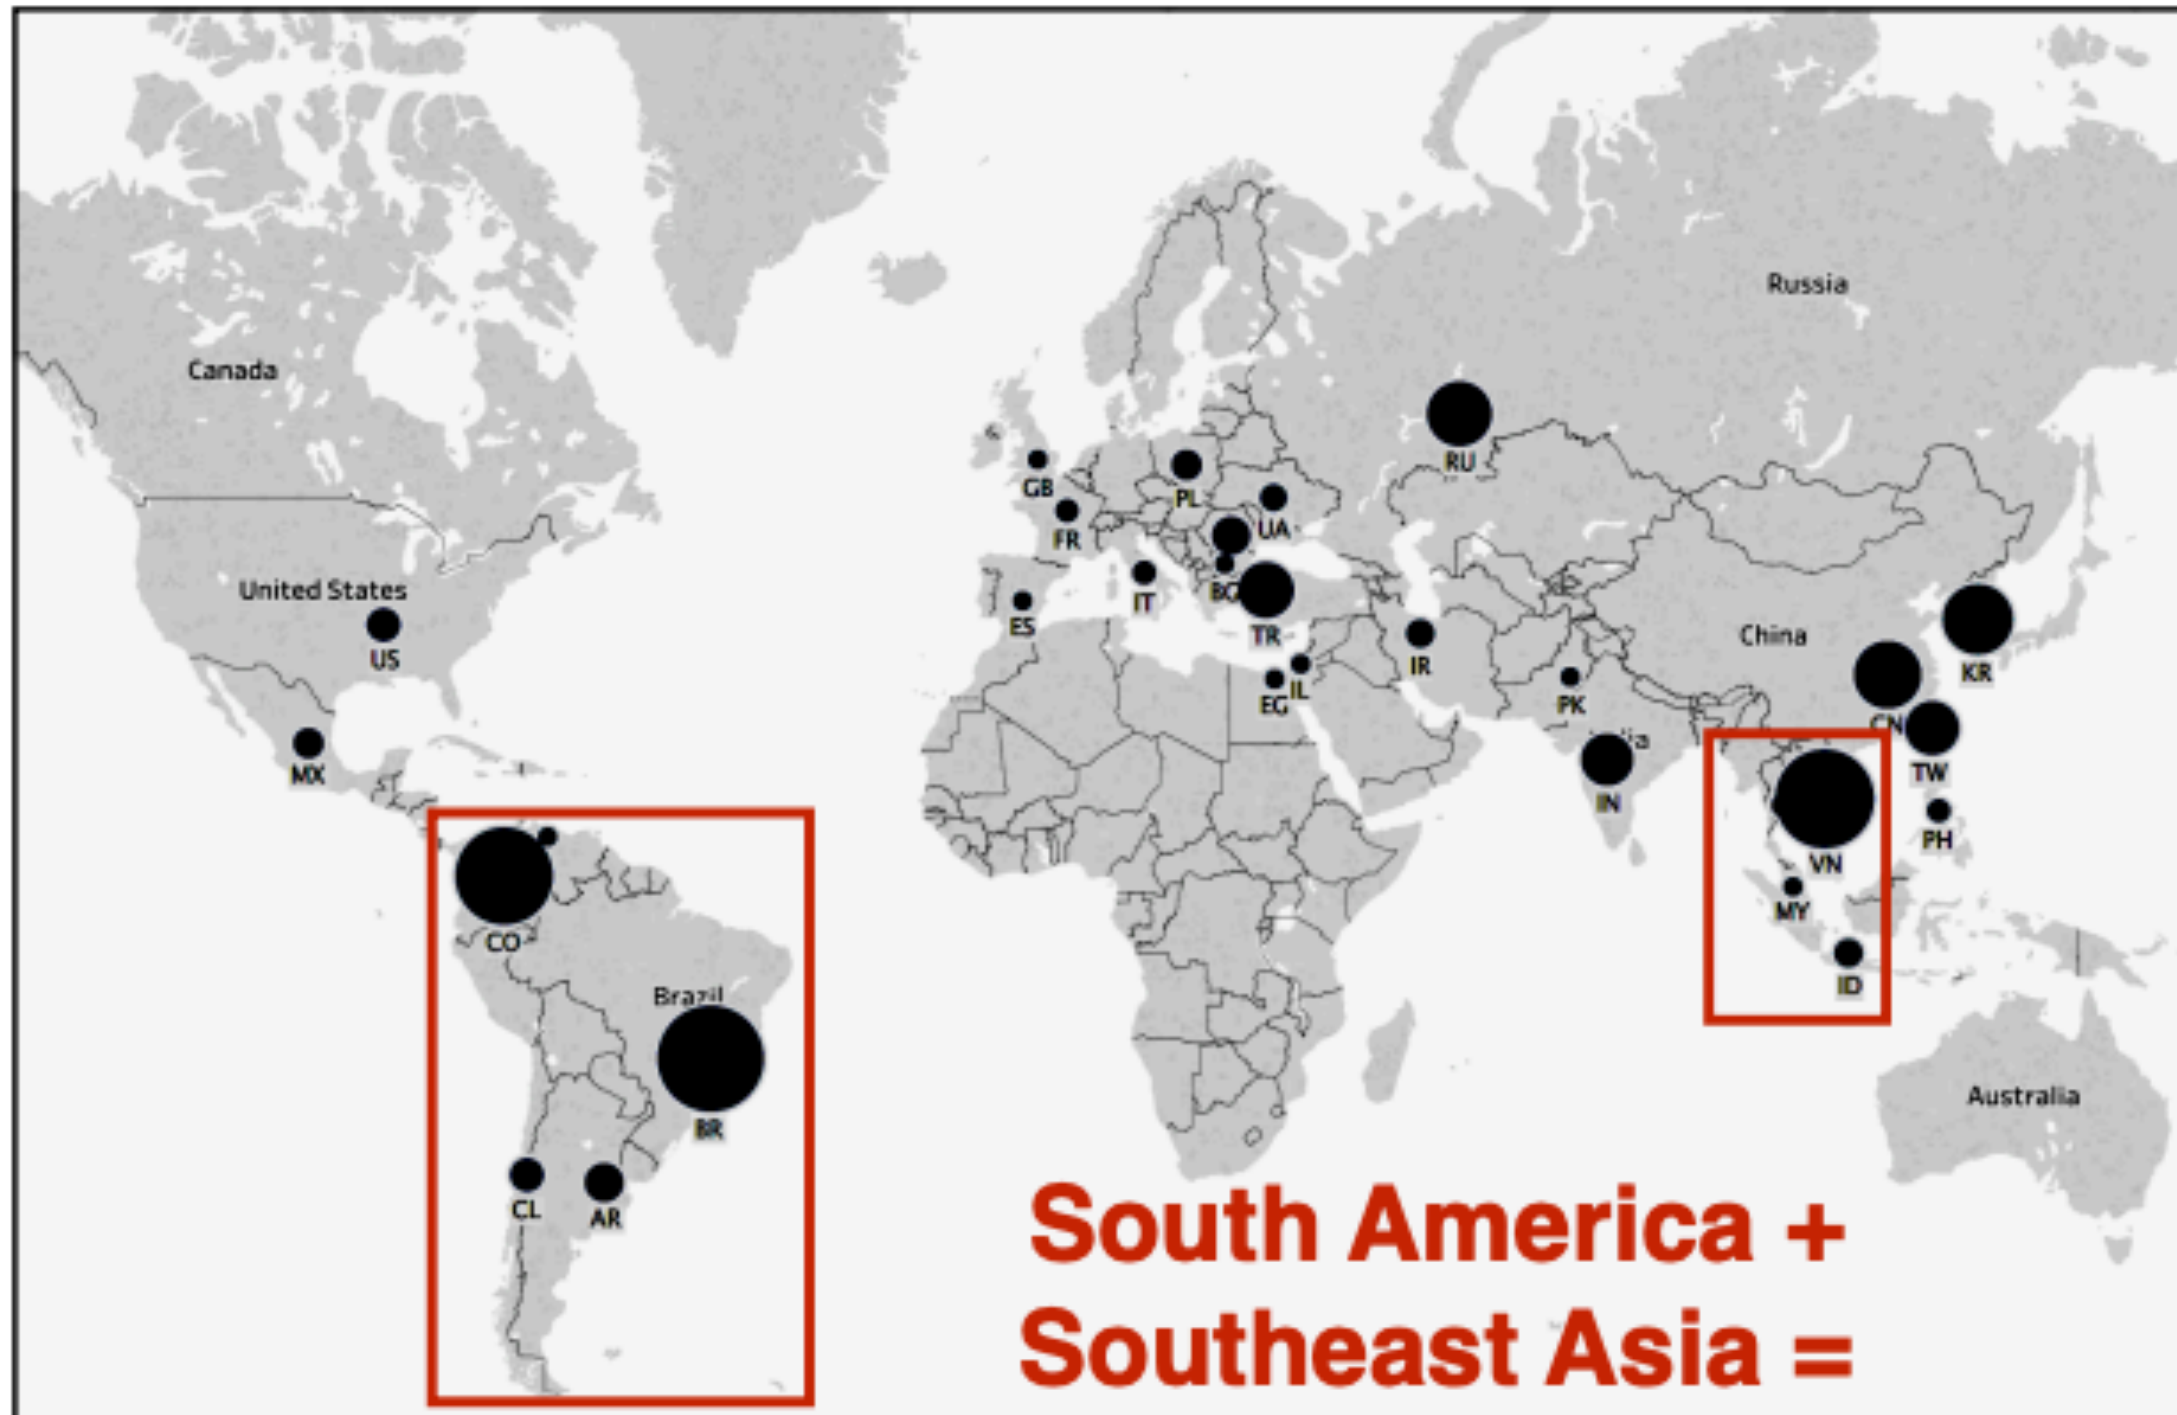 Russia
Canada
RU
GB
PL
FR
UA
United States
IT
BG
ES
TR
China
US
IR
KR
EG
IL
PK
CN
MX
IN
TW
PH
VN
MY
CO
ID
Brazil
Australia
BR
CL
AR
South America +
Southeast Asia =